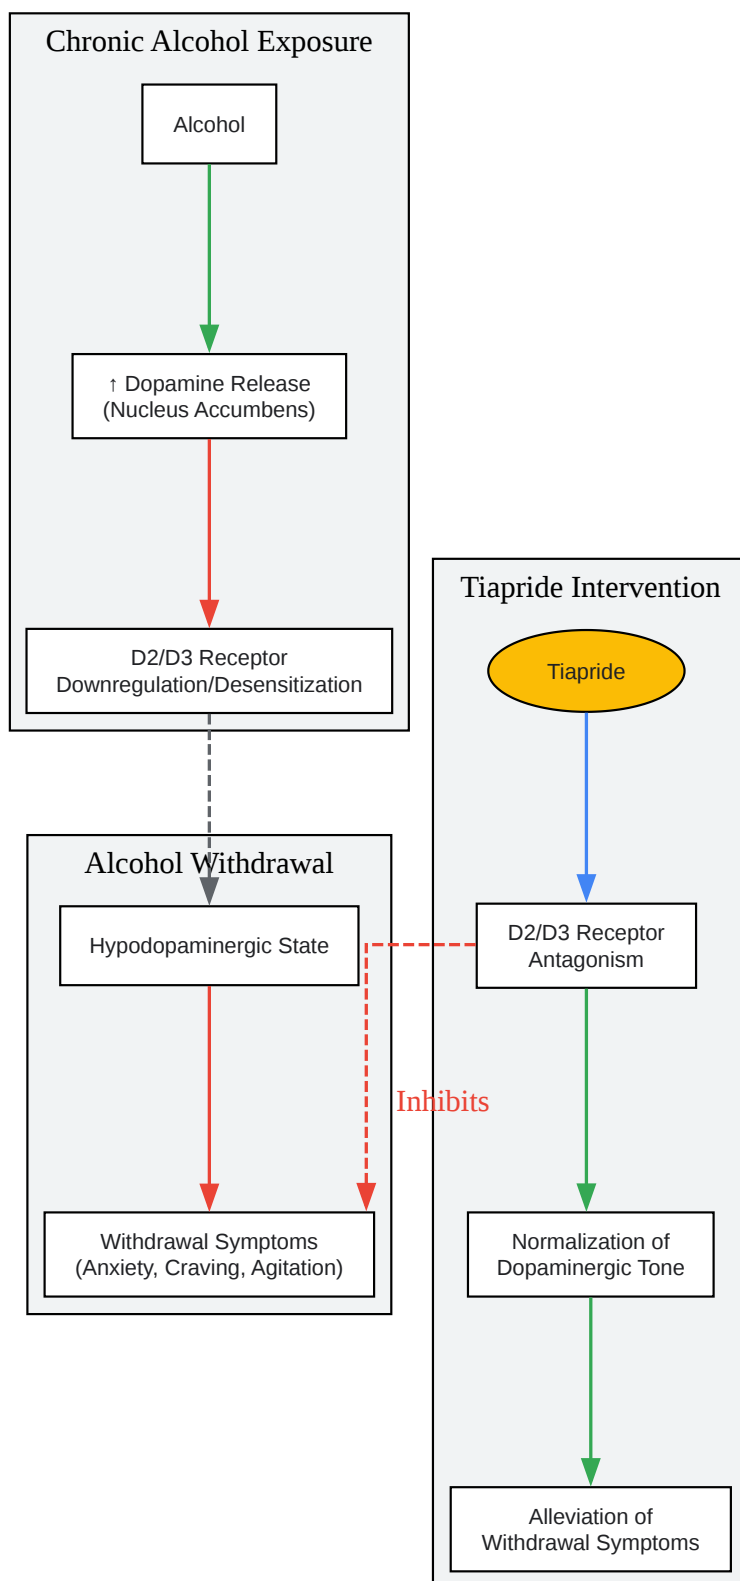 Chronic Alcohol Exposure
Alcohol
↑ Dopamine Release
(Nucleus Accumbens)
D2/D3 Receptor
Downregulation/Desensitization
Alcohol Withdrawal
Hypodopaminergic State
Withdrawal Symptoms
(Anxiety, Craving, Agitation)
Tiapride Intervention
Tiapride
D2/D3 Receptor
Antagonism
Inhibits
Normalization of
Dopaminergic Tone
Alleviation of
Withdrawal Symptoms